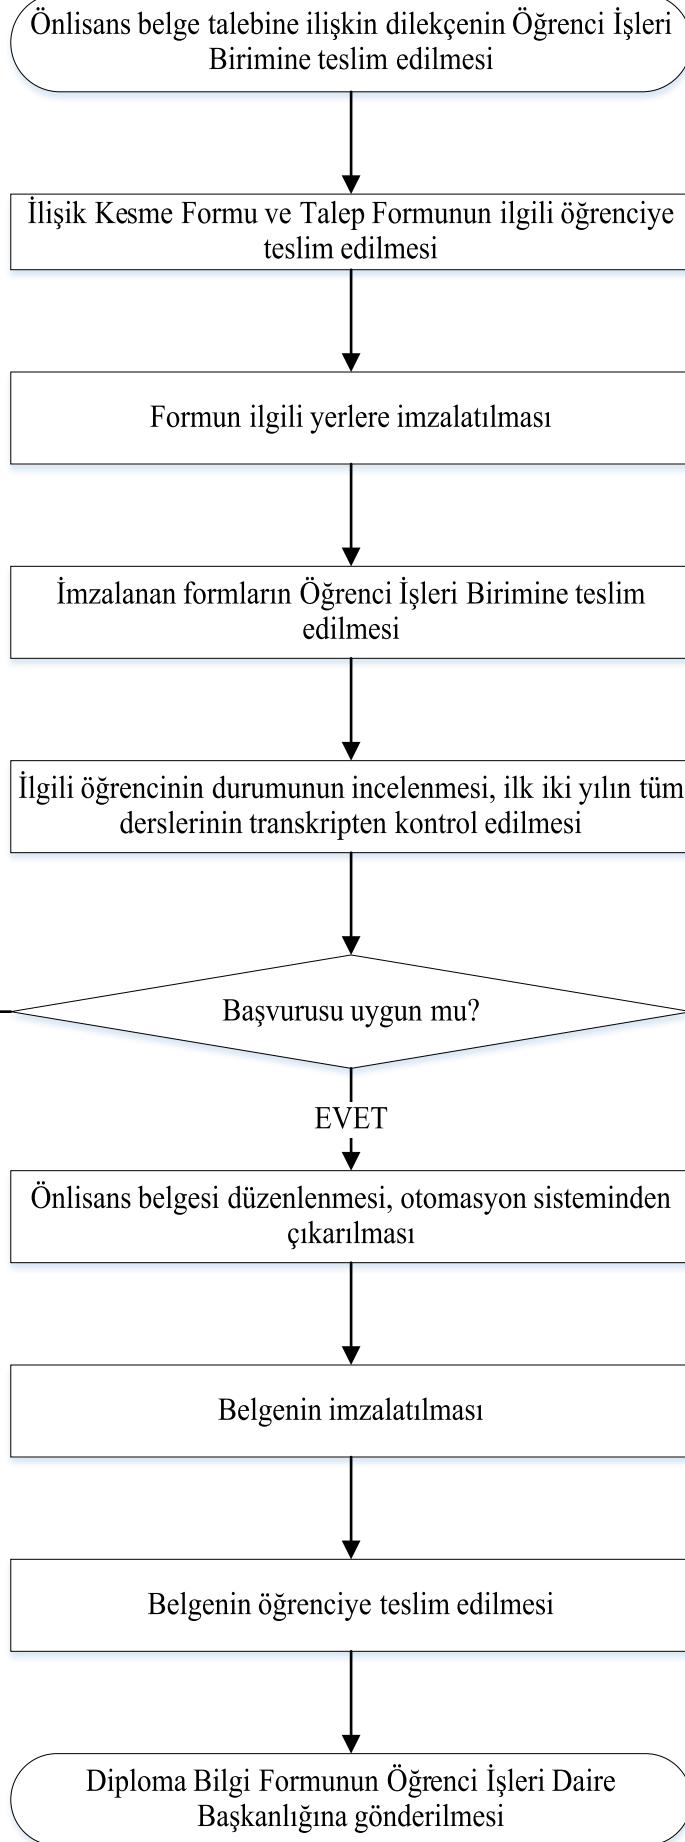 Önlisans belge talebine ilişkin dilekçenin Öğrenci İşleri
Birimine teslim edilmesi
İlişik Kesme Formu ve Talep Formunun ilgili öğrenciye
teslim edilmesi
Formun ilgili yerlere imzalatılması
İmzalanan formların Öğrenci İşleri Birimine teslim
edilmesi
İlgili öğrencinin durumunun incelenmesi, ilk iki yılın tüm
derslerinin transkripten kontrol edilmesi
Başvurusu uygun mu?
EVET
Önlisans belgesi düzenlenmesi, otomasyon sisteminden
çıkarılması
Belgenin imzalatılması
Belgenin öğrenciye teslim edilmesi
Diploma Bilgi Formunun Öğrenci İşleri Daire
Başkanlığına gönderilmesi